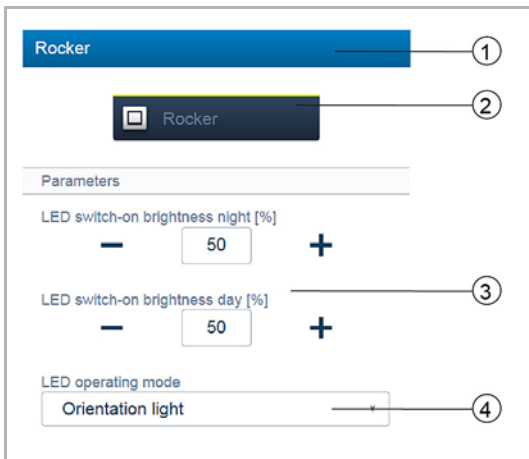 Rocker
1
Rocker
2
Parameters
LED switch-on brightness night [%]
− 50 +
3
LED switch-on brightness day [%]
− 50 +
LED operating mode
Orientation light
4